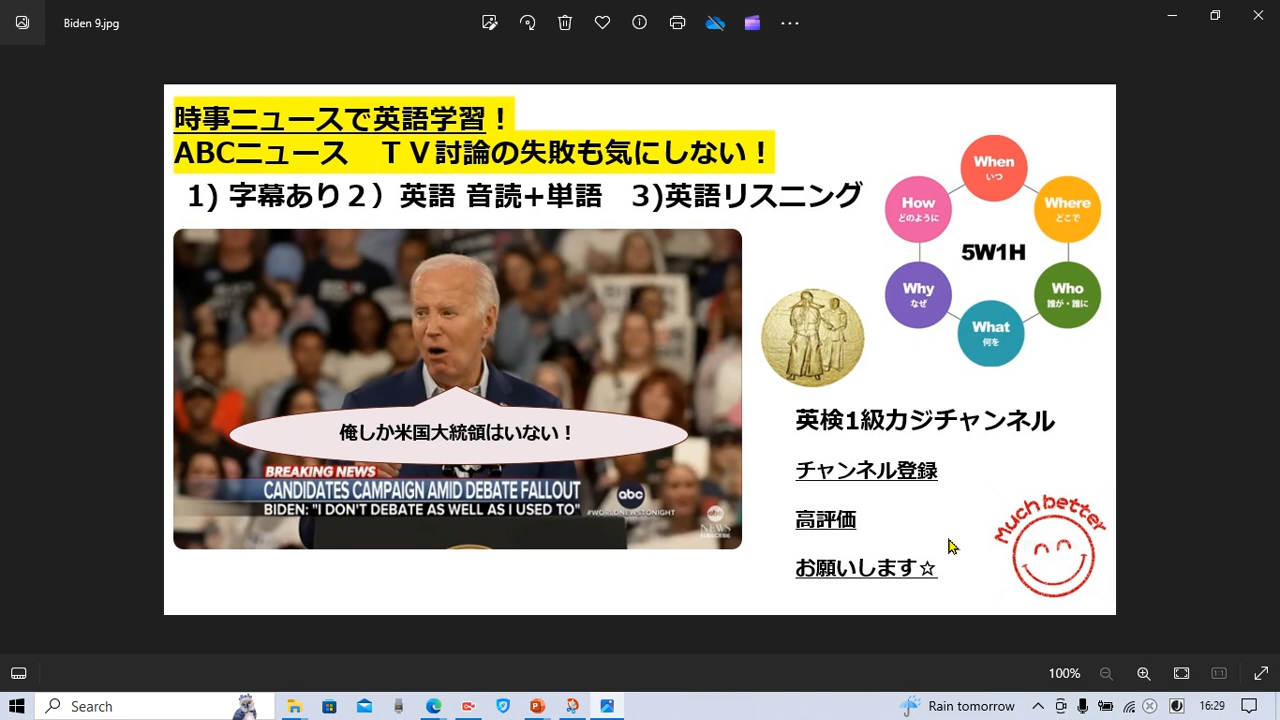 Biden 9.jpg
時事ニュースで英語学習！
ABCニュース　ＴＶ討論の失敗も気にしない！
1) 字幕あり２）英語 音読+単語　3)英語リスニング
When
いつ
How
どのように
Where
どこで
5W1H
Why
なぜ
Who
誰が・誰に
What
何を
俺しか米国大統領はいない！
BREAKING NEWS
CANDIDATES CAMPAIGN AMID DEBATE FALLOUT
BIDEN: "I DON'T DEBATE AS WELL AS I USED TO"
abc
#WORLDNEWSTONIGHT
abc
NEWS
SUBSCRIBE
英検1級カジチャンネル
チャンネル登録
高評価
お願いします☆
Much better
100%
1:1
Search
Rain tomorrow
16:29